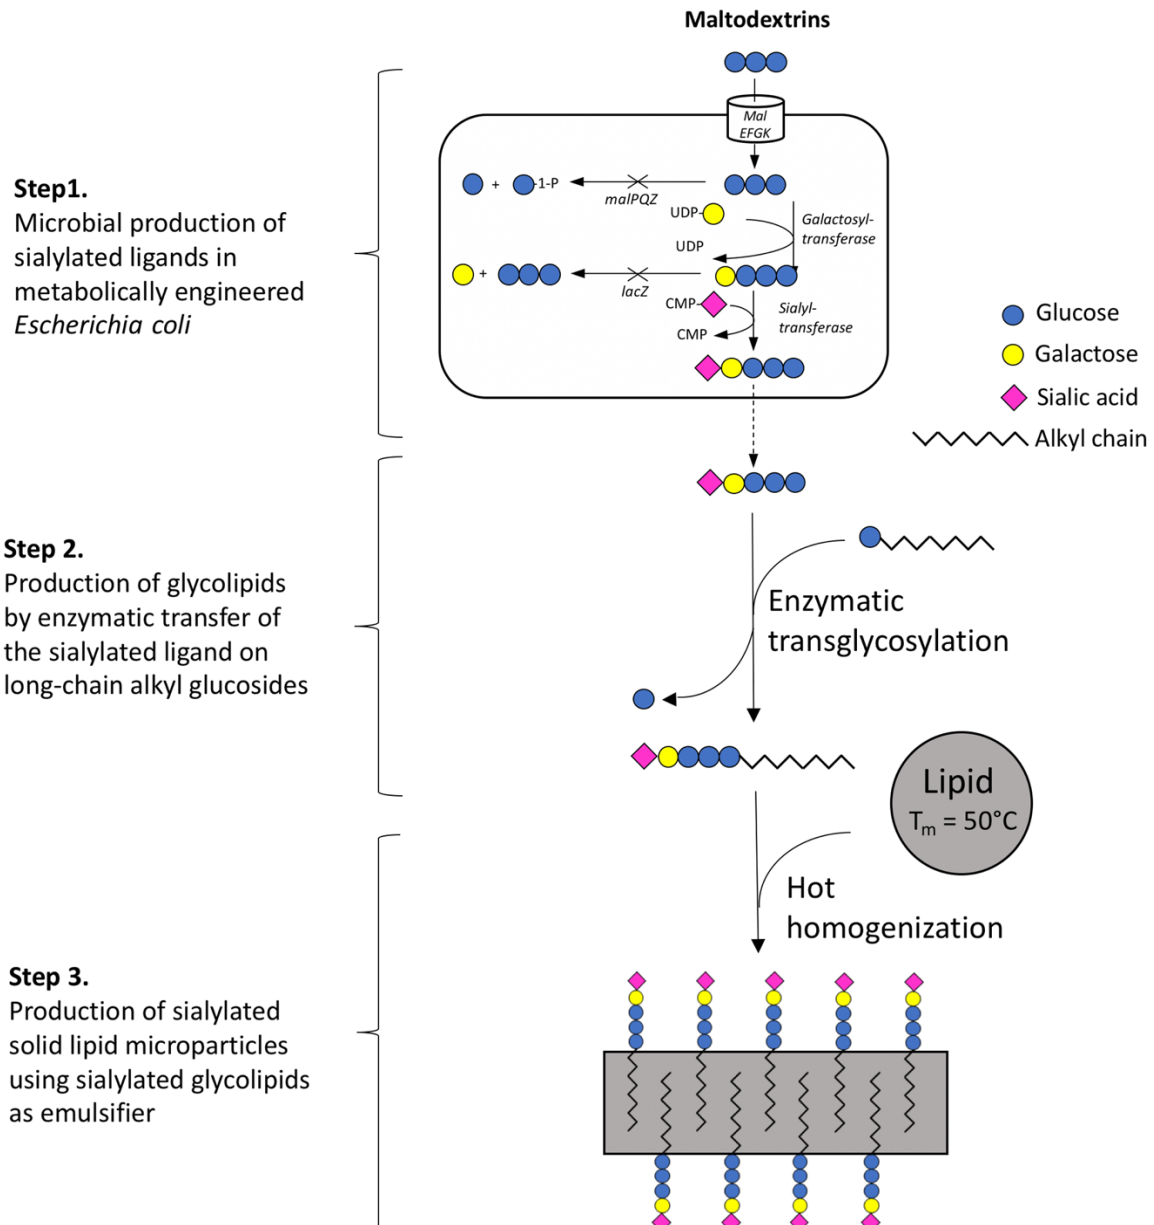 Maltodextrins
Mal
EFGK
Step1.
Microbial production of
sialylated ligands in
metabolically engineered
Escherichia coli
+
-1-P
malPQZ
UDP-
UDP
Galactosyl-
transferase
+
lacZ
CMP-
CMP
Sialyl-
transferase
Glucose
Galactose
Sialic acid
Alkyl chain
Step 2.
Production of glycolipids
by enzymatic transfer of
the sialylated ligand on
long-chain alkyl glucosides
Enzymatic
transglycosylation
Lipid
Tm = 50°C
Hot
homogenization
Step 3.
Production of sialylated
solid lipid microparticles
using sialylated glycolipids
as emulsifier